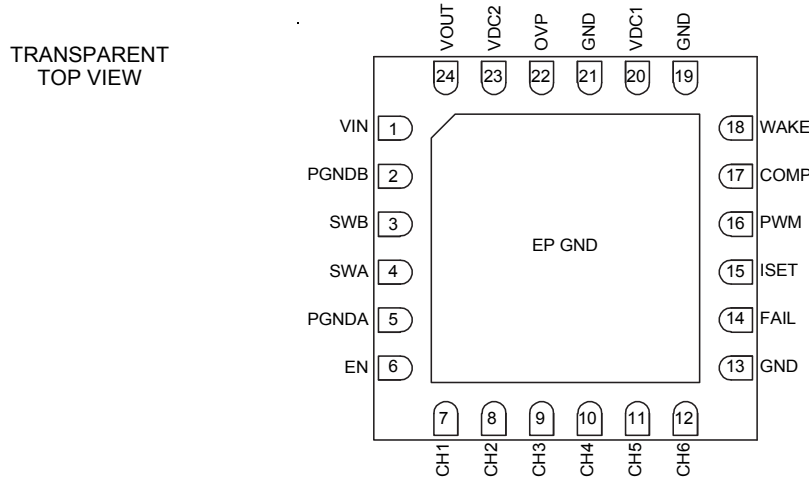 TRANSPARENT
TOP VIEW
VOUT
VDC2
OVP
GND
VDC1
GND
24
23
22
21
20
19
VIN 1
PGNDB 2
SWB 3
SWA 4
PGNDA 5
EN 6
EP GND
18 WAKE
17 COMP
16 PWM
15 ISET
14 FAIL
13 GND
7
8
9
10
11
12
CH1
CH2
CH3
CH4
CH5
CH6